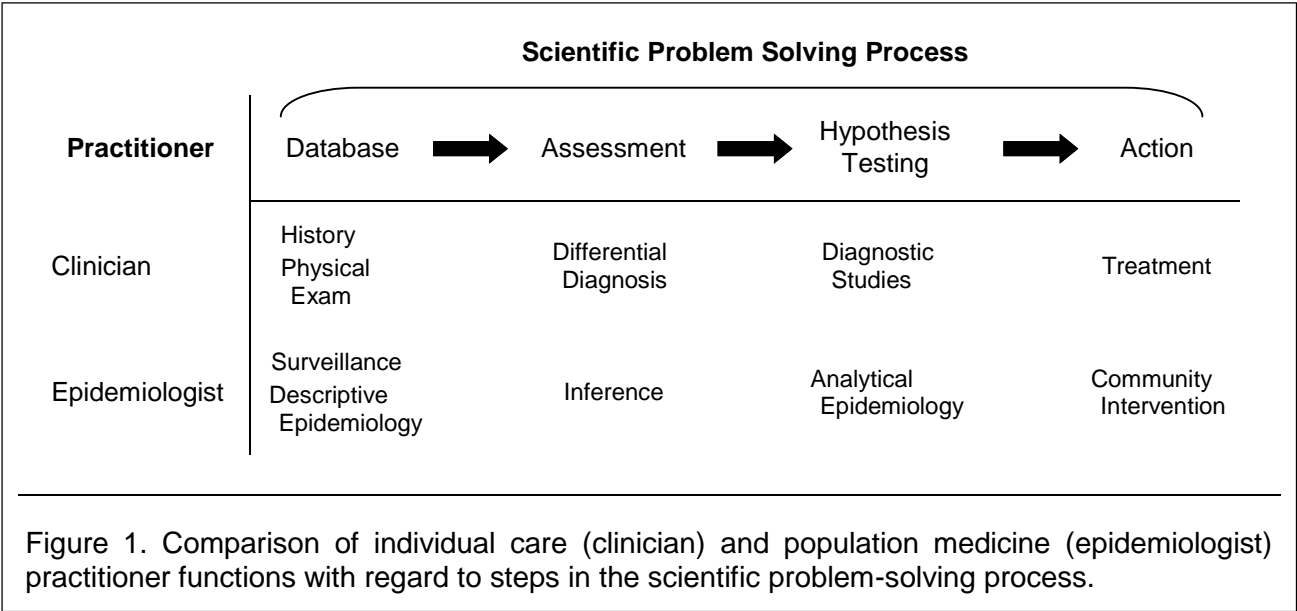 Scientific Problem Solving Process
Practitioner Database Assessment Hypothesis Testing Action
Clinician
History
Physical
Exam
Differential
Diagnosis
Diagnostic
Studies
Treatment
Epidemiologist
Surveillance
Descriptive
Epidemiology
Inference
Analytical
Epidemiology
Community
Intervention
Figure 1. Comparison of individual care (clinician) and population medicine (epidemiologist)
practitioner functions with regard to steps in the scientific problem-solving process.